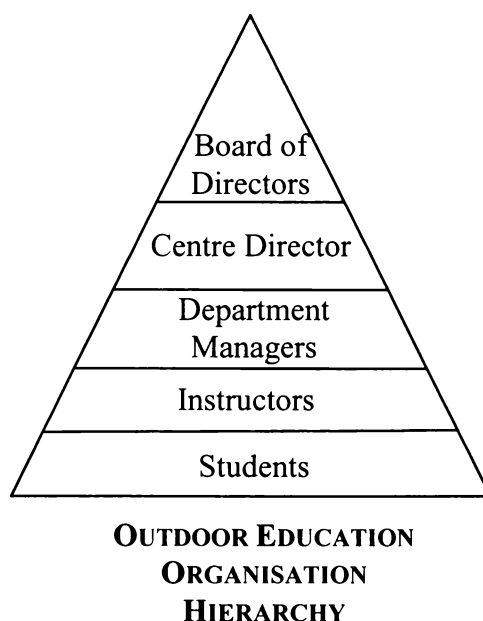 Board of
Directors
Centre Director
Department
Managers
Instructors
Students
OUTDOOR EDUCATION
ORGANISATION
HIERARCHY